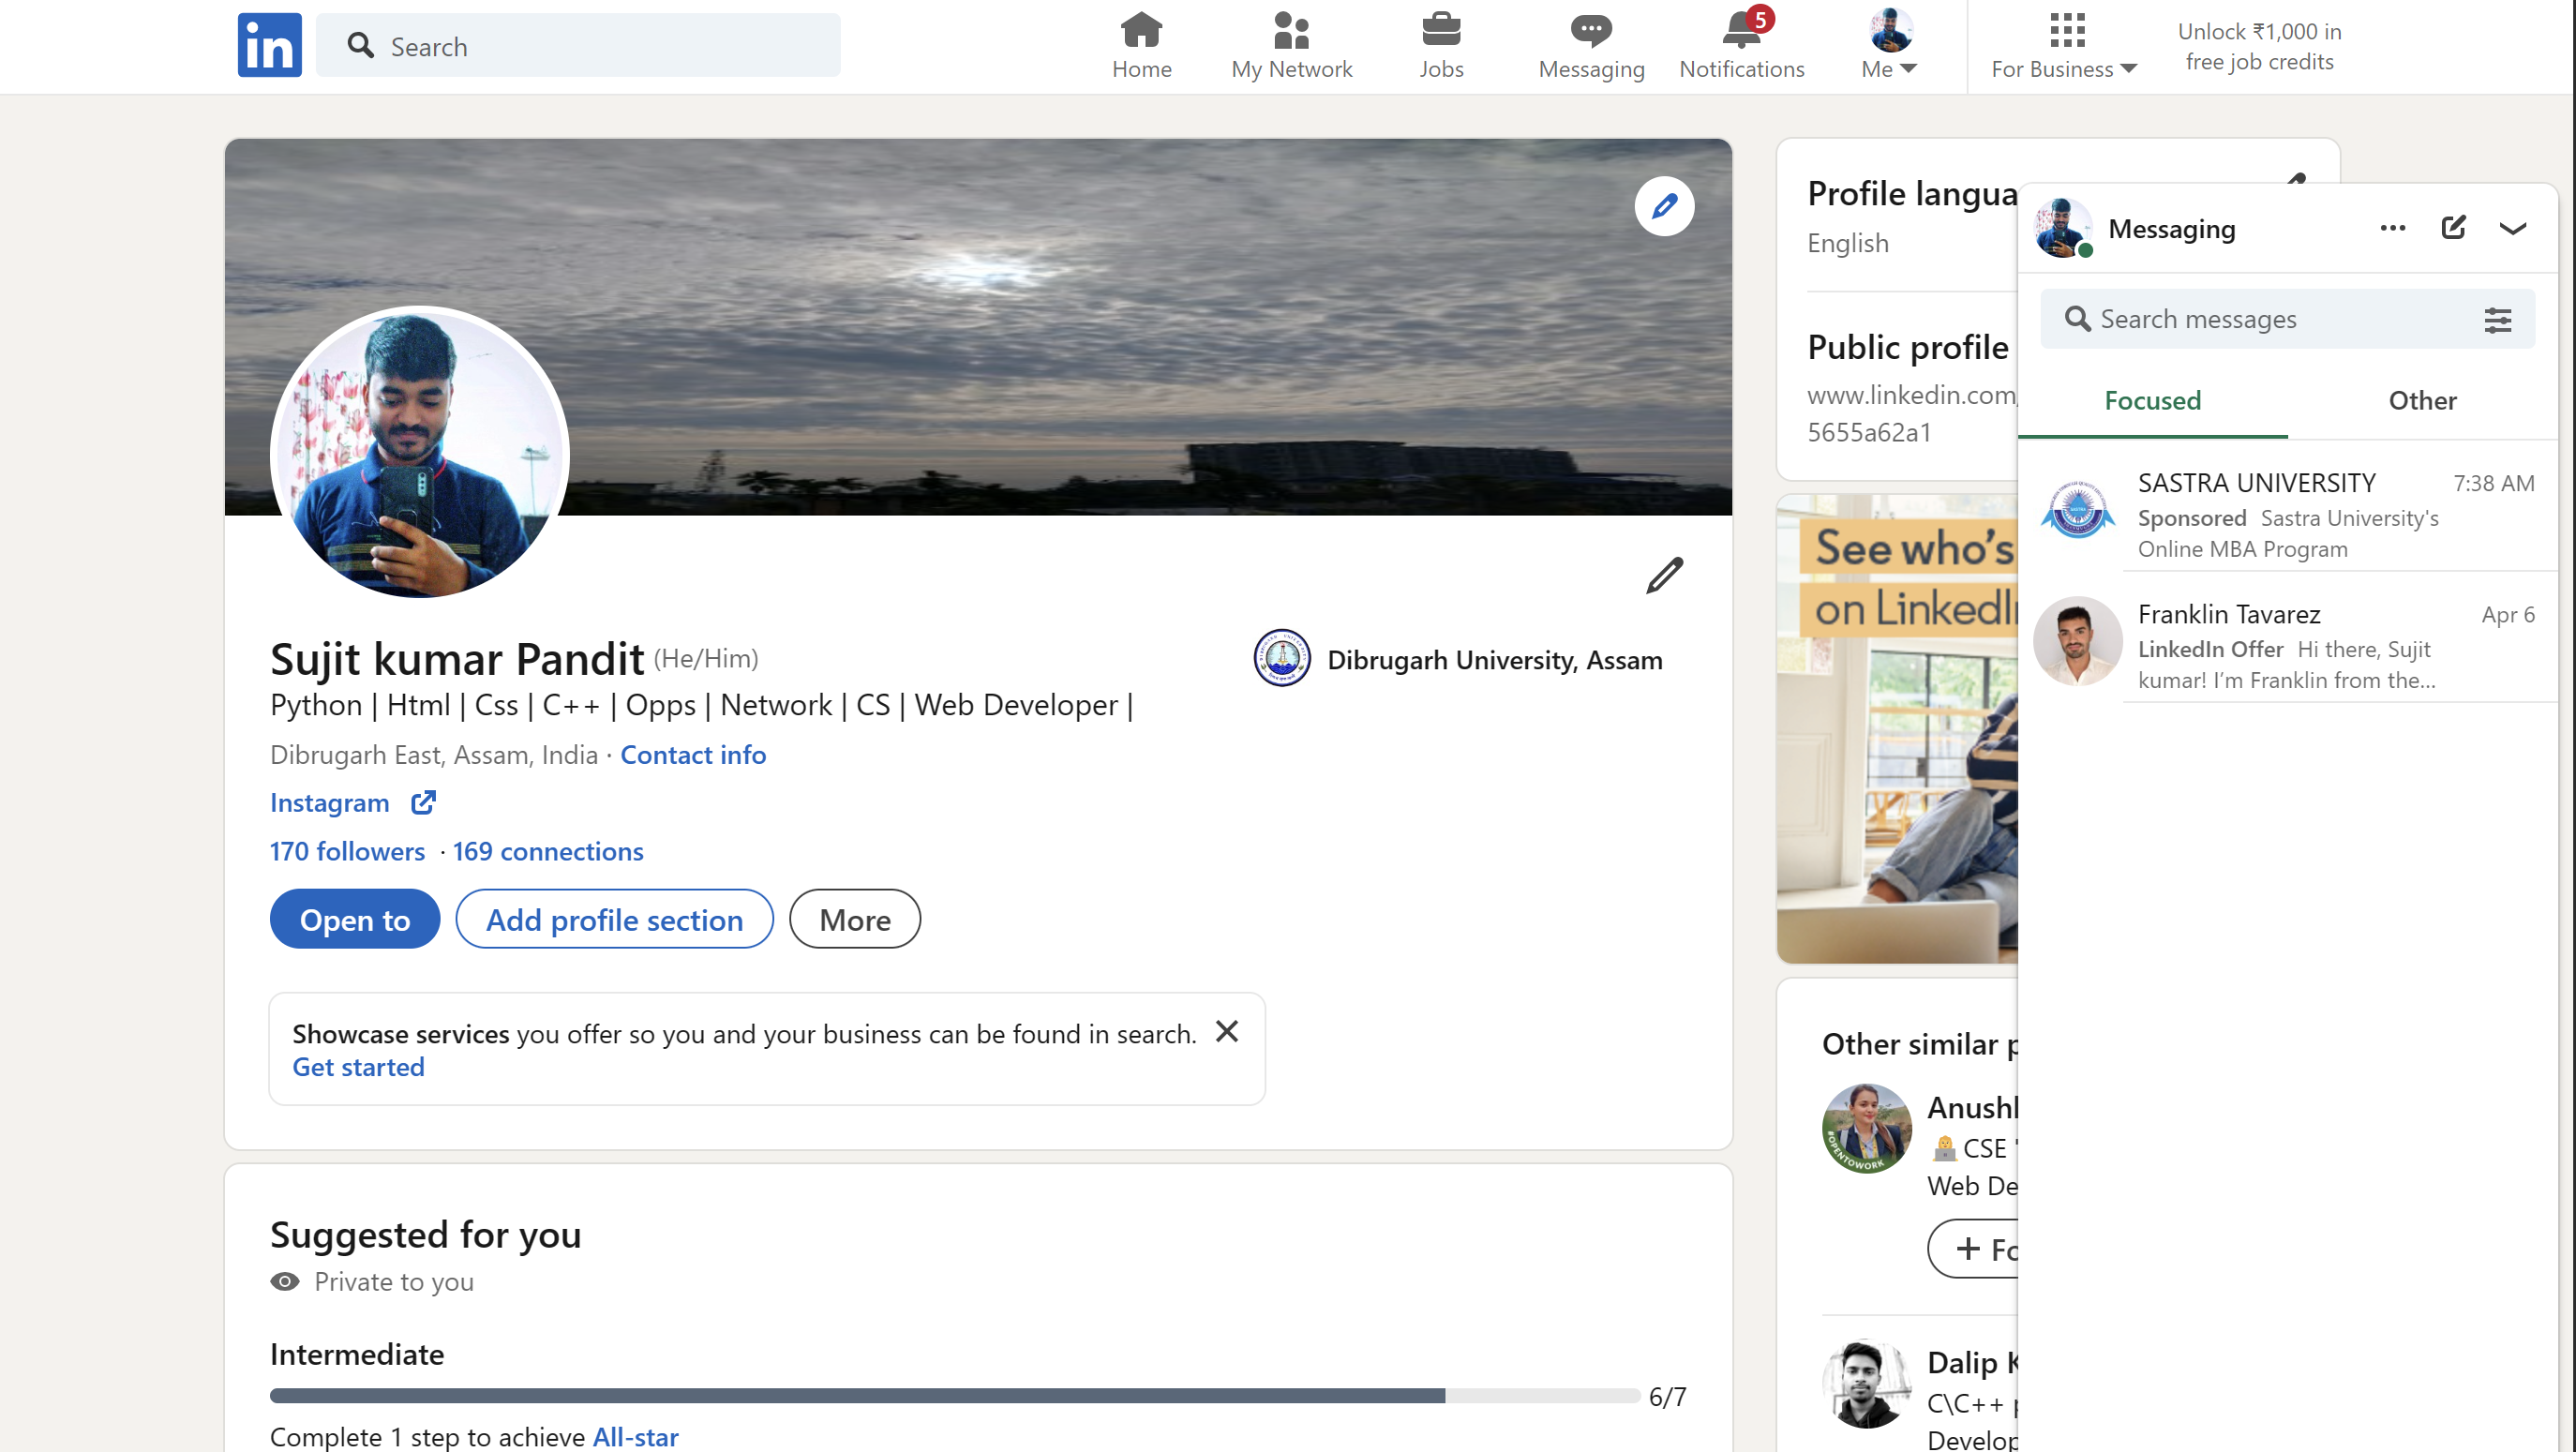 in
Search
Home
My Network
Jobs
Messaging
5
Notifications
Me
For Business
Unlock ₹1,000 in
free job credits
Sujit kumar Pandit (He/Him)
Python | Html | Css | C++ | Opps | Network | CS | Web Developer |
Dibrugarh East, Assam, India · Contact info
Instagram
170 followers · 169 connections
Open to
Add profile section
More
Dibrugarh University, Assam
Showcase services you offer so you and your business can be found in search.
Get started
Suggested for you
Private to you
Intermediate
6/7
Complete 1 step to achieve All-star
Profile
English
Public profile
www.linkedin.com
5655a62a1
See who's
on
Other similar
#OPENTOWORK
CSE
Web
+
Dalip
C\C++
Messaging
Search messages
Focused
Other
SASTRA UNIVERSITY
7:38 AM
Sponsored Sastra University's
Online MBA Program
Franklin Tavarez
Apr 6
LinkedIn Offer Hi there, Sujit
kumar! I'm Franklin from the...